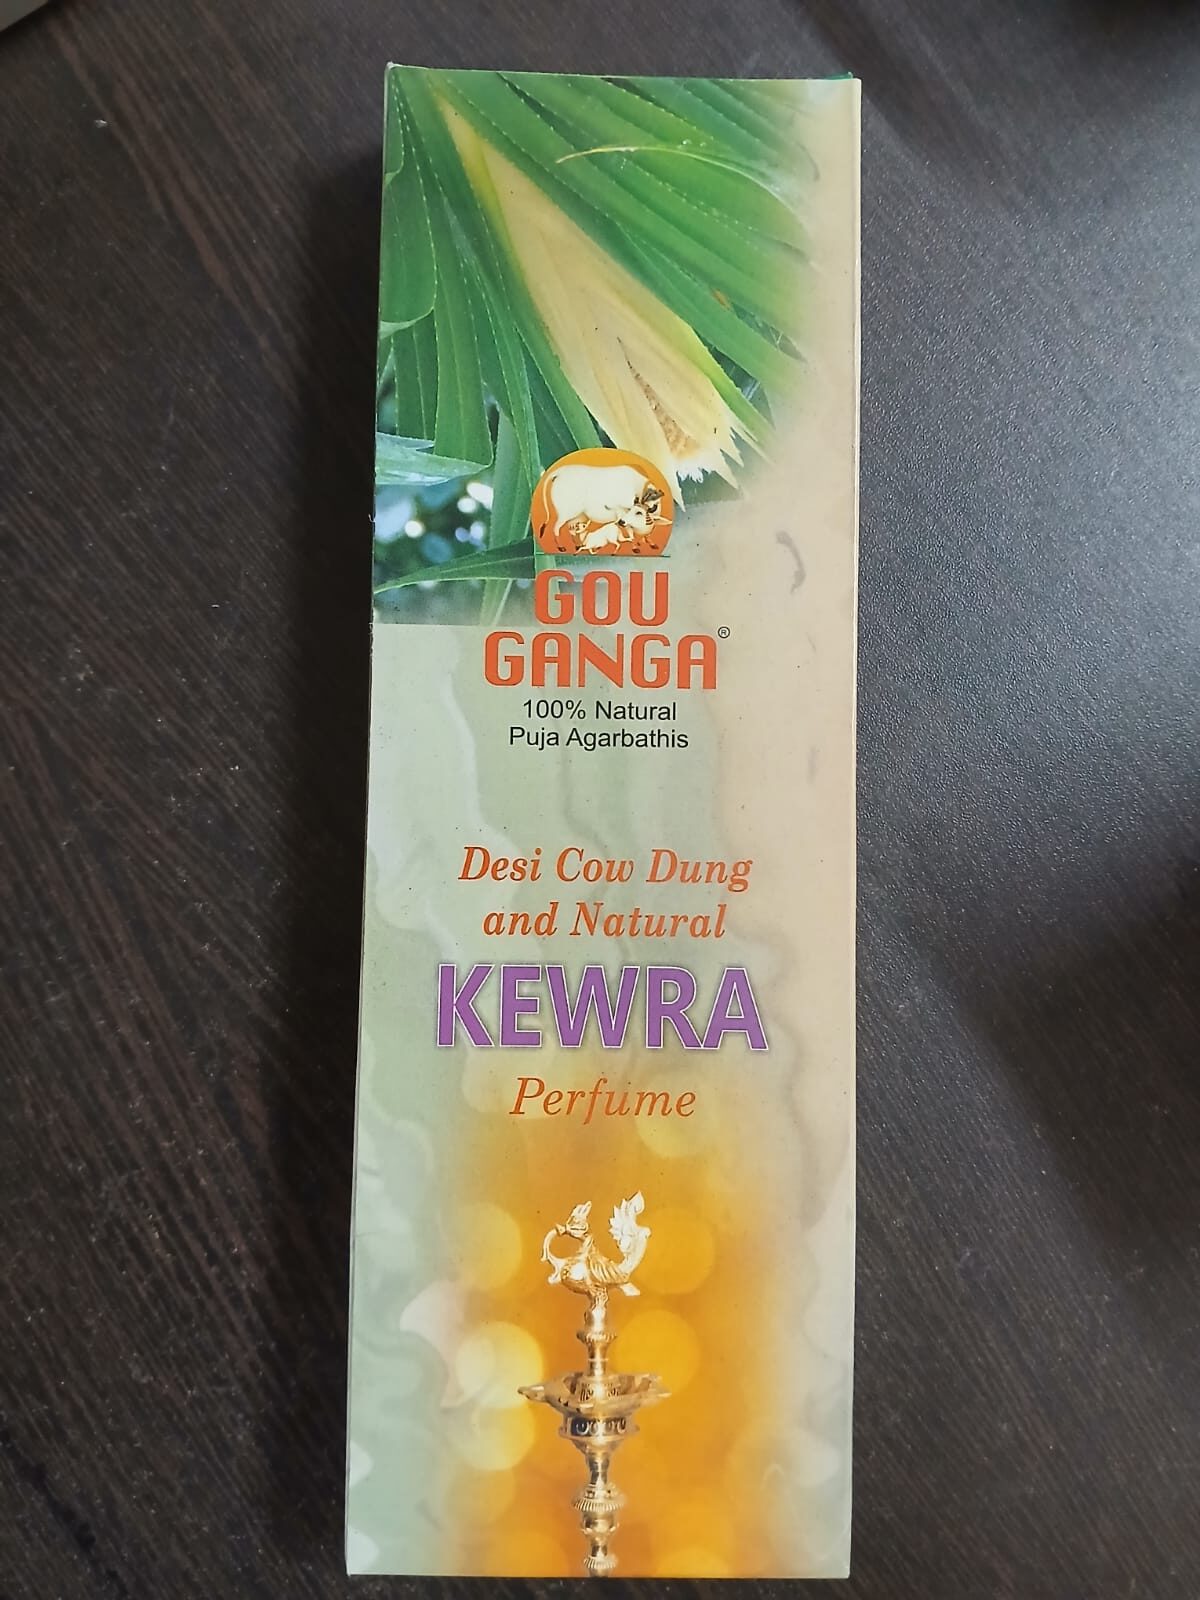 GOU
GANGA®
100% Natural
Puja Agarbathis
Desi Cow Dung
and Natural
KEWRA
Perfume